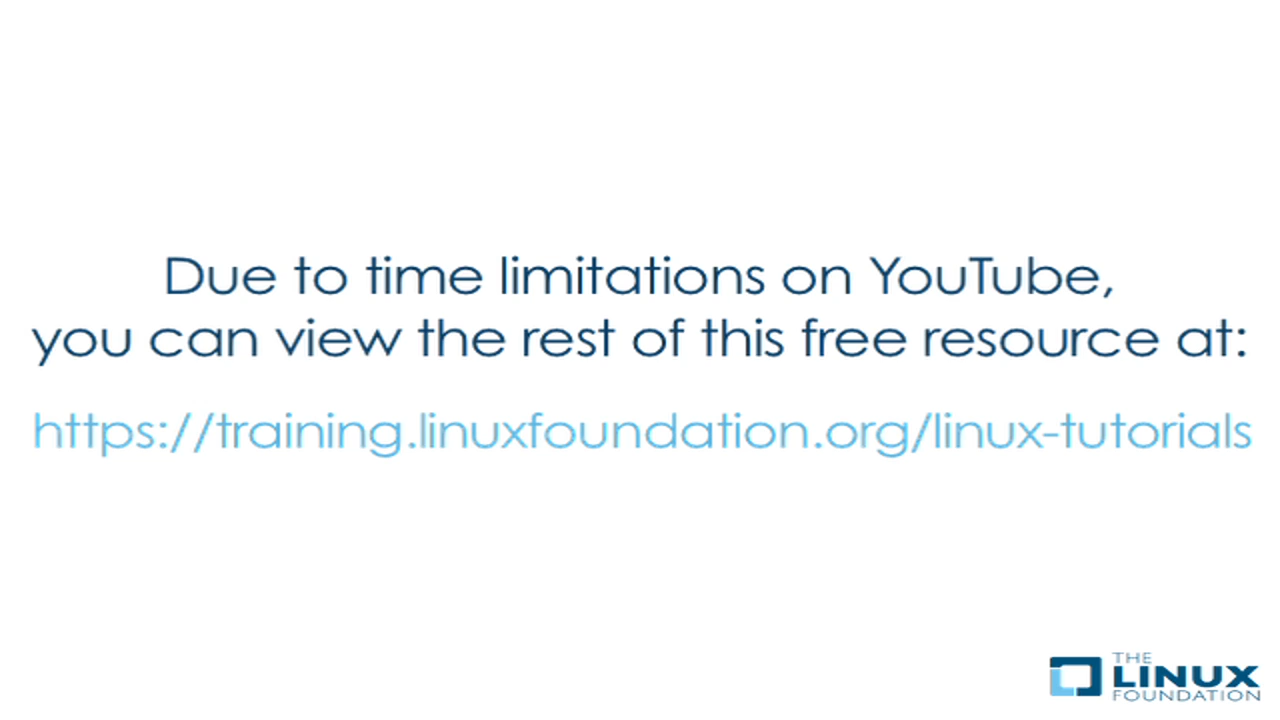 Due to time limitations on YouTube,
you can view the rest of this free resource at:
https://training.linuxfoundation.org/linux-tutorials
THE
LINUX
FOUNDATION